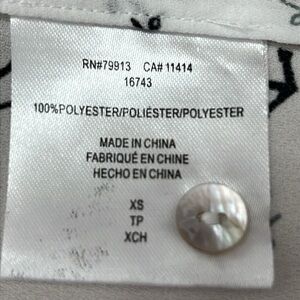 RN#79913 CA# 11414
16743
100%POLYESTER/POLIÉSTER/POLYESTER
MADE IN CHINA
FABRIQUÉ EN CHINE
HECHO EN CHINA
XS
TP
XCH